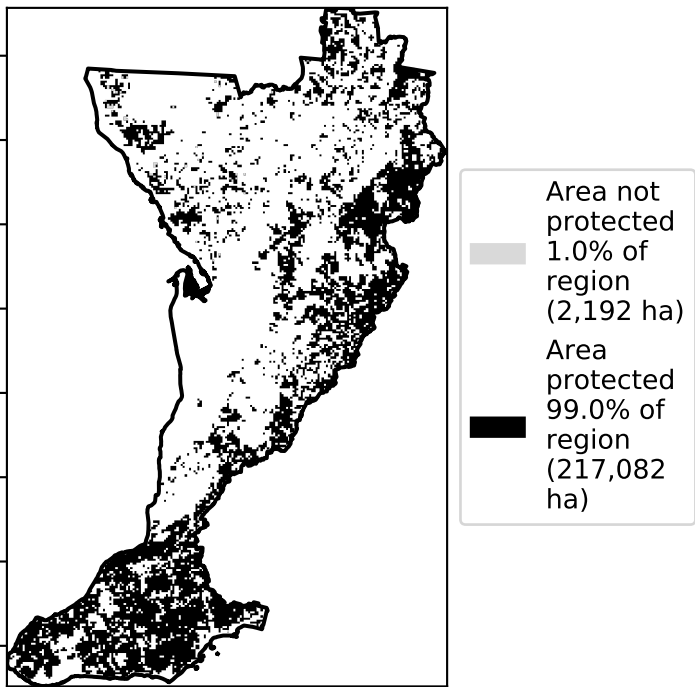 Area not
protected
1.0% of
region
(2,192 ha)
Area
protected
99.0% of
region
(217,082
ha)